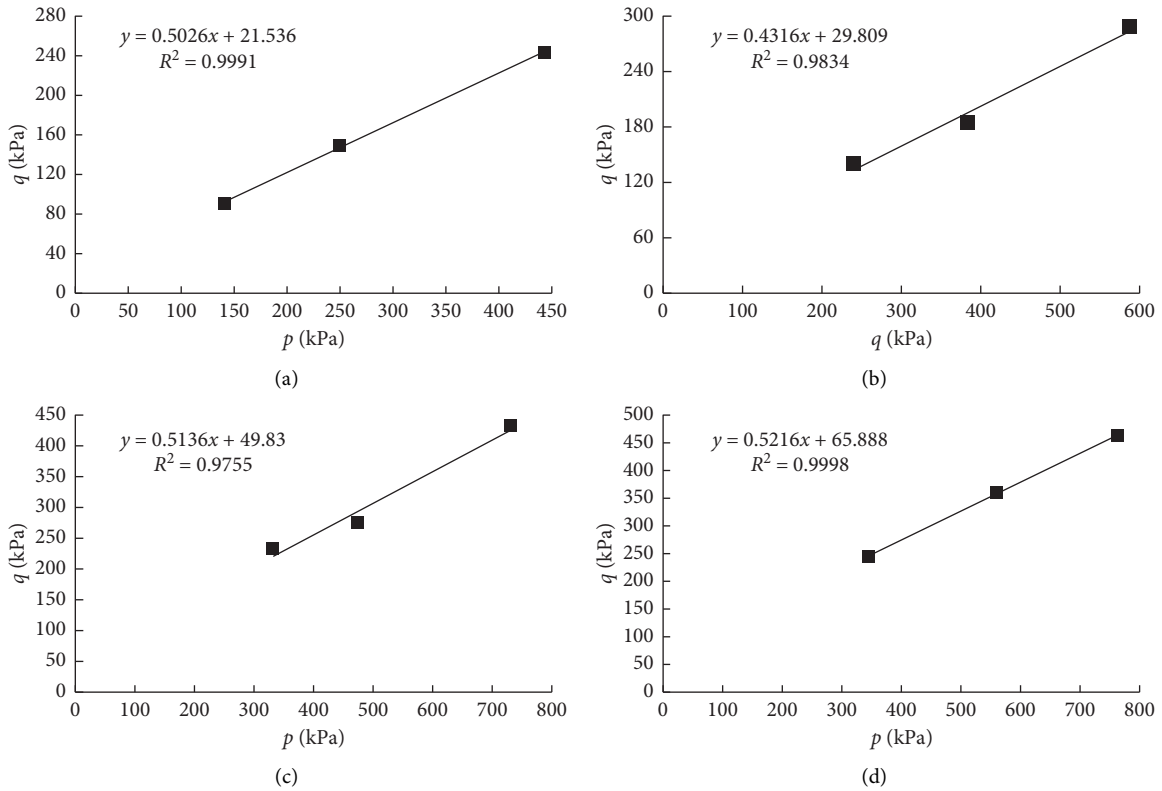 280
240
200
160
120
80
40
0
q (kPa)
y = 0.5026x + 21.536
R² = 0.9991
0 50 100 150 200 250 300 350 400 450
p (kPa)
(a)
300
240
180
120
60
0
q (kPa)
y = 0.4316x + 29.809
R² = 0.9834
0 100 200 300 400 500 600
q (kPa)
(b)
450
400
350
300
250
200
150
100
50
0
q (kPa)
y = 0.5136x + 49.83
R² = 0.9755
0 100 200 300 400 500 600 700 800
p (kPa)
(c)
500
450
400
350
300
250
200
150
100
50
0
q (kPa)
y = 0.5216x + 65.888
R² = 0.9998
0 100 200 300 400 500 600 700 800
p (kPa)
(d)